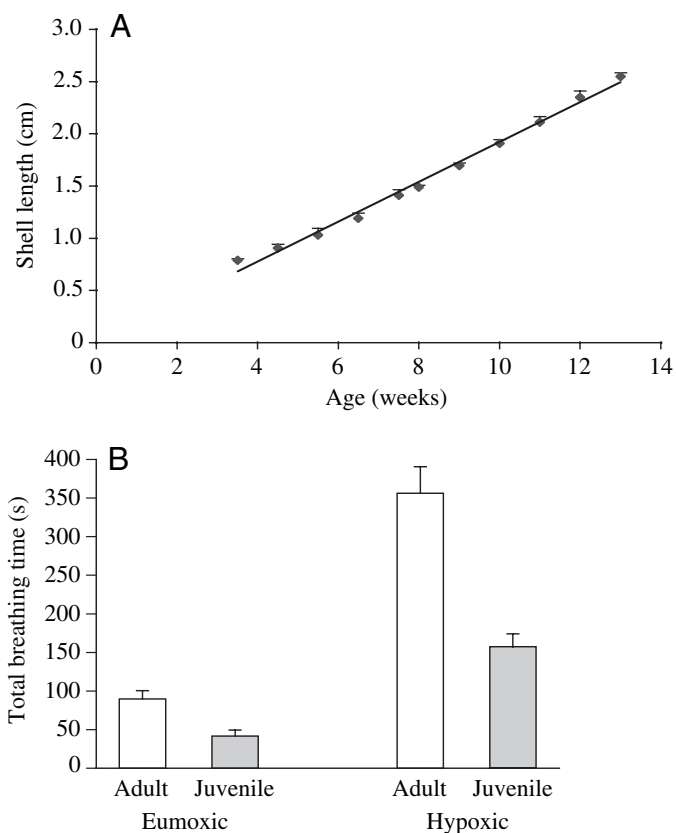 A
3.0
2.5
2.0
1.5
1.0
0.5
0
Shell length (cm)
0 2 4 6 8 10 12 14
Age (weeks)
B
400
350
300
250
200
150
100
50
0
Total breathing time (s)
Adult Juvenile Adult Juvenile
Eumoxic Hypoxic